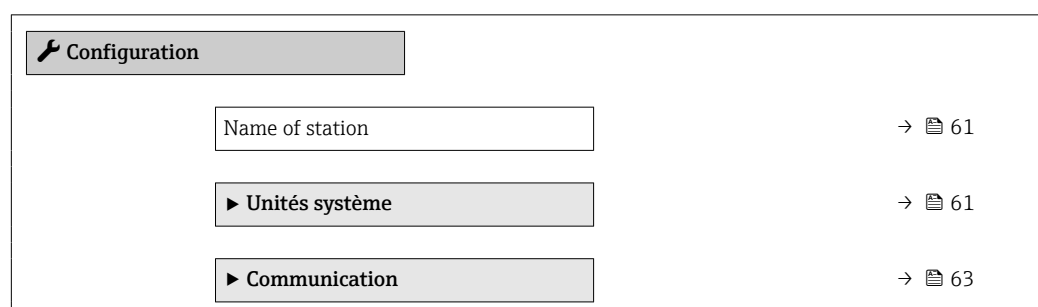 Configuration
Name of station → 61
► Unités système → 61
► Communication → 63